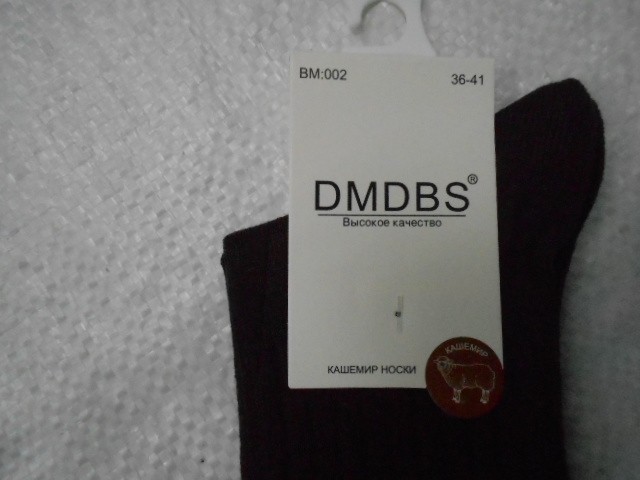 BM:002
36-41
DMDBS®
Высокое качество
КАШЕМИР НОСКИ
КАШЕМИР